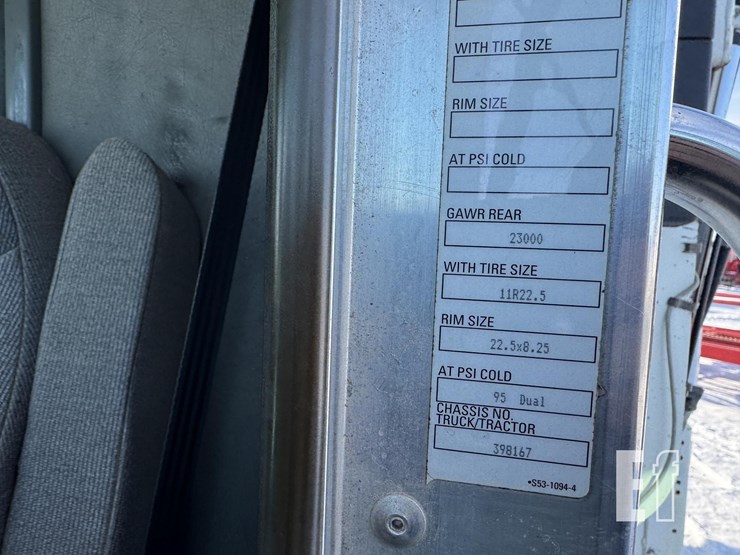 WITH TIRE SIZE
RIM SIZE
AT PSI COLD
GAWR REAR
23000
WITH TIRE SIZE
11R22.5
RIM SIZE
22.5x8.25
AT PSI COLD
95 Dual
CHASSIS NO.
TRUCK/TRACTOR
398167
•S53-1094-4
Ef